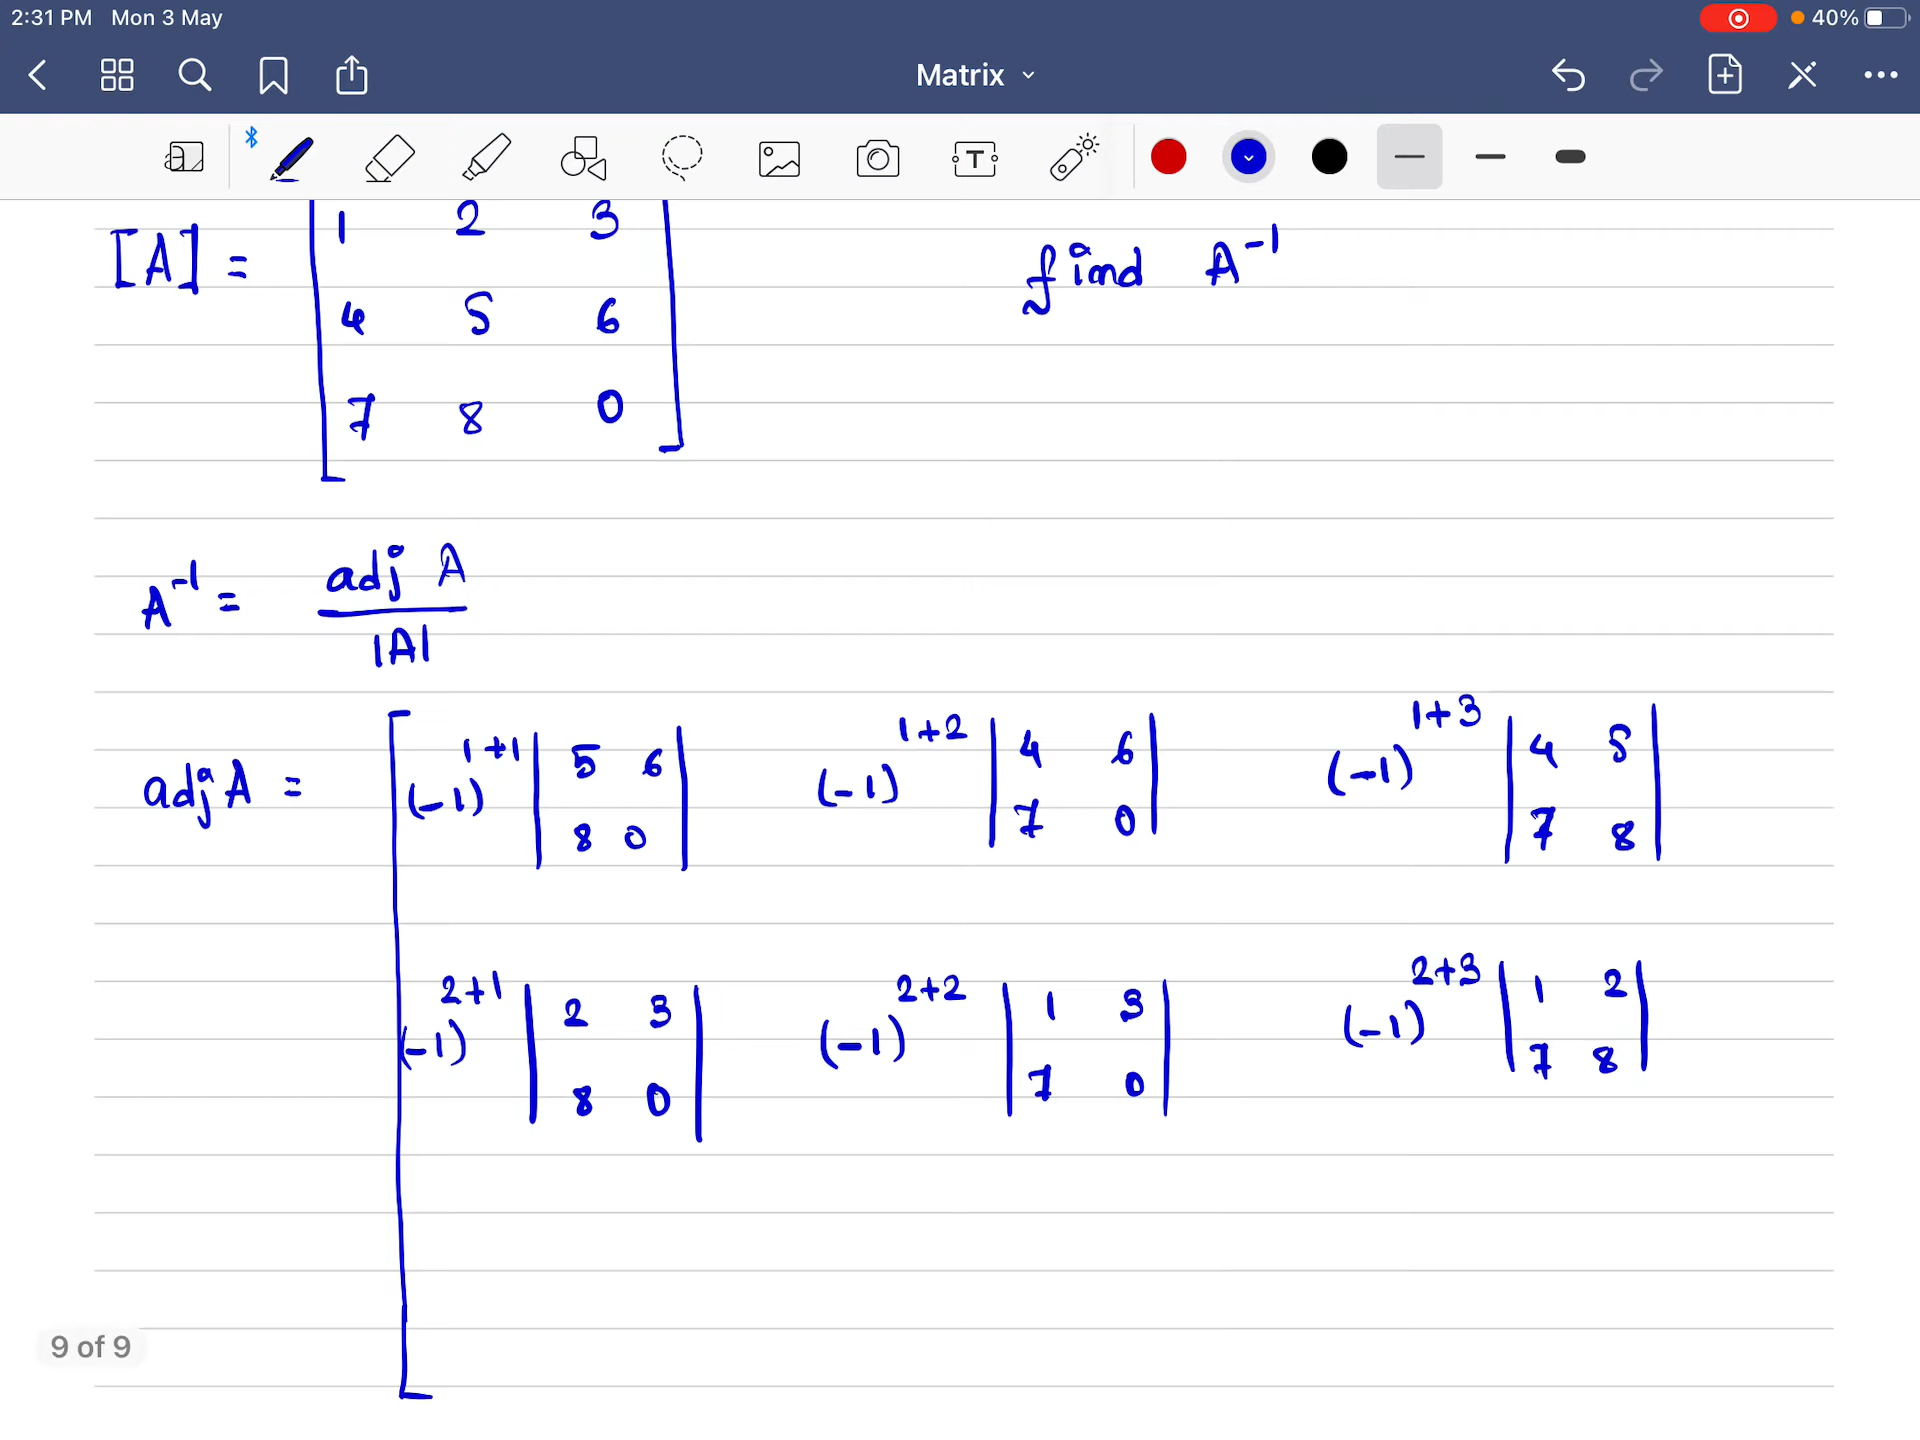 2:31 PM Mon 3 May 40%
Matrix
T
1 2 3
[A] = find A⁻¹
4 5 6
7 8 0
A⁻¹ = adj A
|A|
adj A = (-1)¹⁺¹ |5 6 (-1)¹⁺² |4 6| (-1)¹⁺³ |4 5|
8 0| 7 0 7 8
(-1)²⁺¹ |2 3| (-1)²⁺² |1 3| (-1)²⁺³ |1 2|
8 0 7 0 7 8
9 of 9